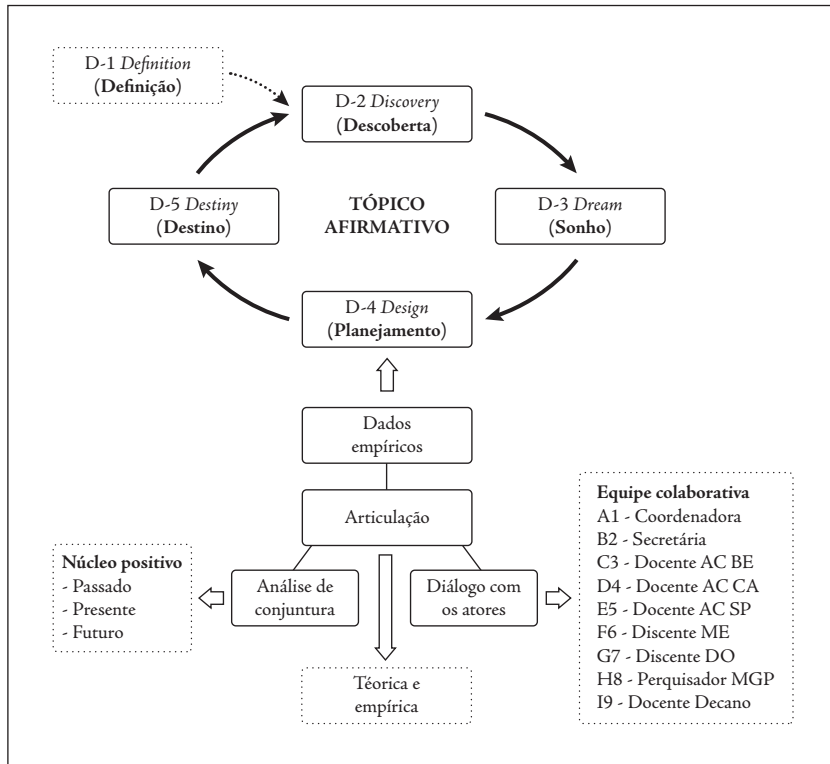 D-1 Definition
(Definição)
D-2 Discovery
(Descoberta)
D-5 Destiny
(Destino)
TÓPICO
AFIRMATIVO
D-3 Dream
(Sonho)
D-4 Design
(Planejamento)
Dados
empíricos
Articulação
Núcleo positivo
- Passado
- Presente
- Futuro
Análise de
conjuntura
Diálogo com
os atores
Téorica e
empírica
Equipe colaborativa
A1 - Coordenadora
B2 - Secretária
C3 - Docente AC BE
D4 - Docente AC CA
E5 - Docente AC SP
F6 - Discente ME
G7 - Discente DO
H8 - Perquisador MGP
I9 - Docente Decano